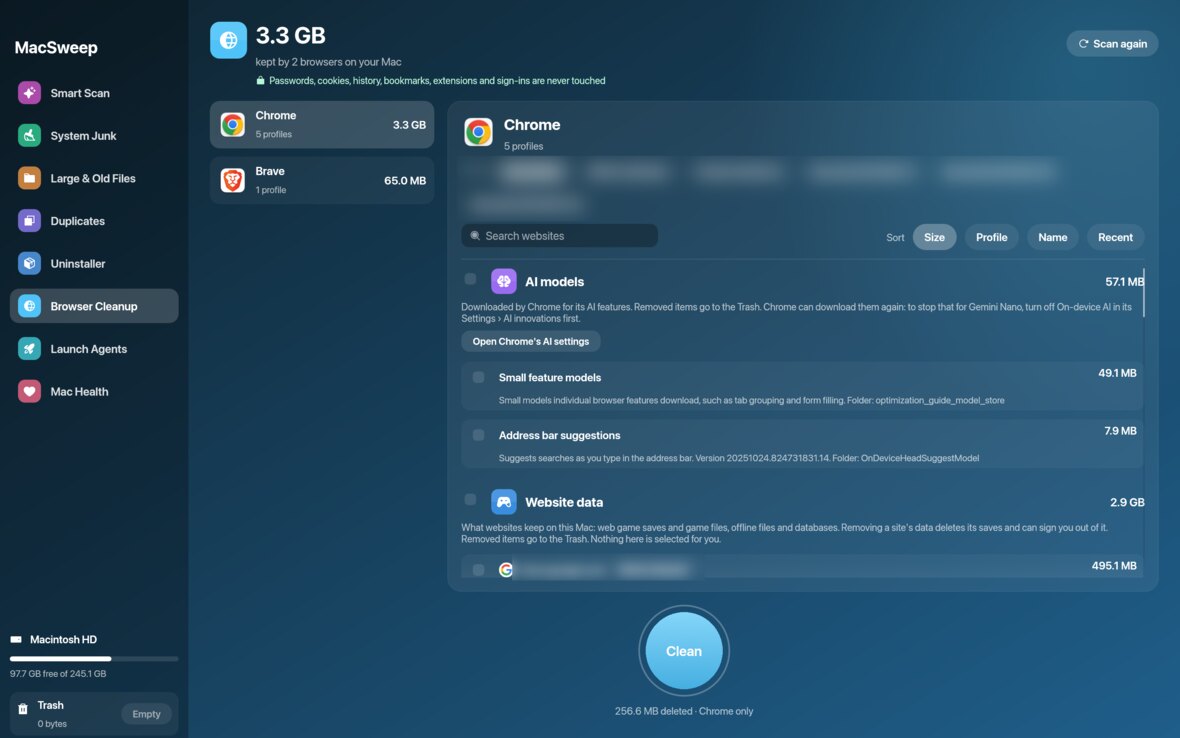 MacSweep
Smart Scan
System Junk
Large & Old Files
Duplicates
Uninstaller
Browser Cleanup
Launch Agents
Mac Health
Macintosh HD
97.7 GB free of 245.1 GB
Trash
0 bytes
Empty
3.3 GB
kept by 2 browsers on your Mac
Passwords, cookies, history, bookmarks, extensions and sign-ins are never touched
Scan again
Chrome
5 profiles
3.3 GB
Brave
1 profile
65.0 MB
Chrome
5 profiles
Search websites
Sort Size Profile Name Recent
AI models 57.1 MB
Downloaded by Chrome for its AI features. Removed items go to the Trash. Chrome can download them again: to stop that for Gemini Nano, turn off On-device AI in its
Settings › AI innovations first.
Open Chrome's AI settings
Small feature models 49.1 MB
Small models individual browser features download, such as tab grouping and form filling. Folder: optimization_guide_model_store
Address bar suggestions 7.9 MB
Suggests searches as you type in the address bar. Version 20251024.824731831.14. Folder: OnDeviceHeadSuggestModel
Website data 2.9 GB
What websites keep on this Mac: web game saves and game files, offline files and databases. Removing a site's data deletes its saves and can sign you out of it.
Removed items go to the Trash. Nothing here is selected for you.
495.1 MB
Clean
256.6 MB deleted · Chrome only